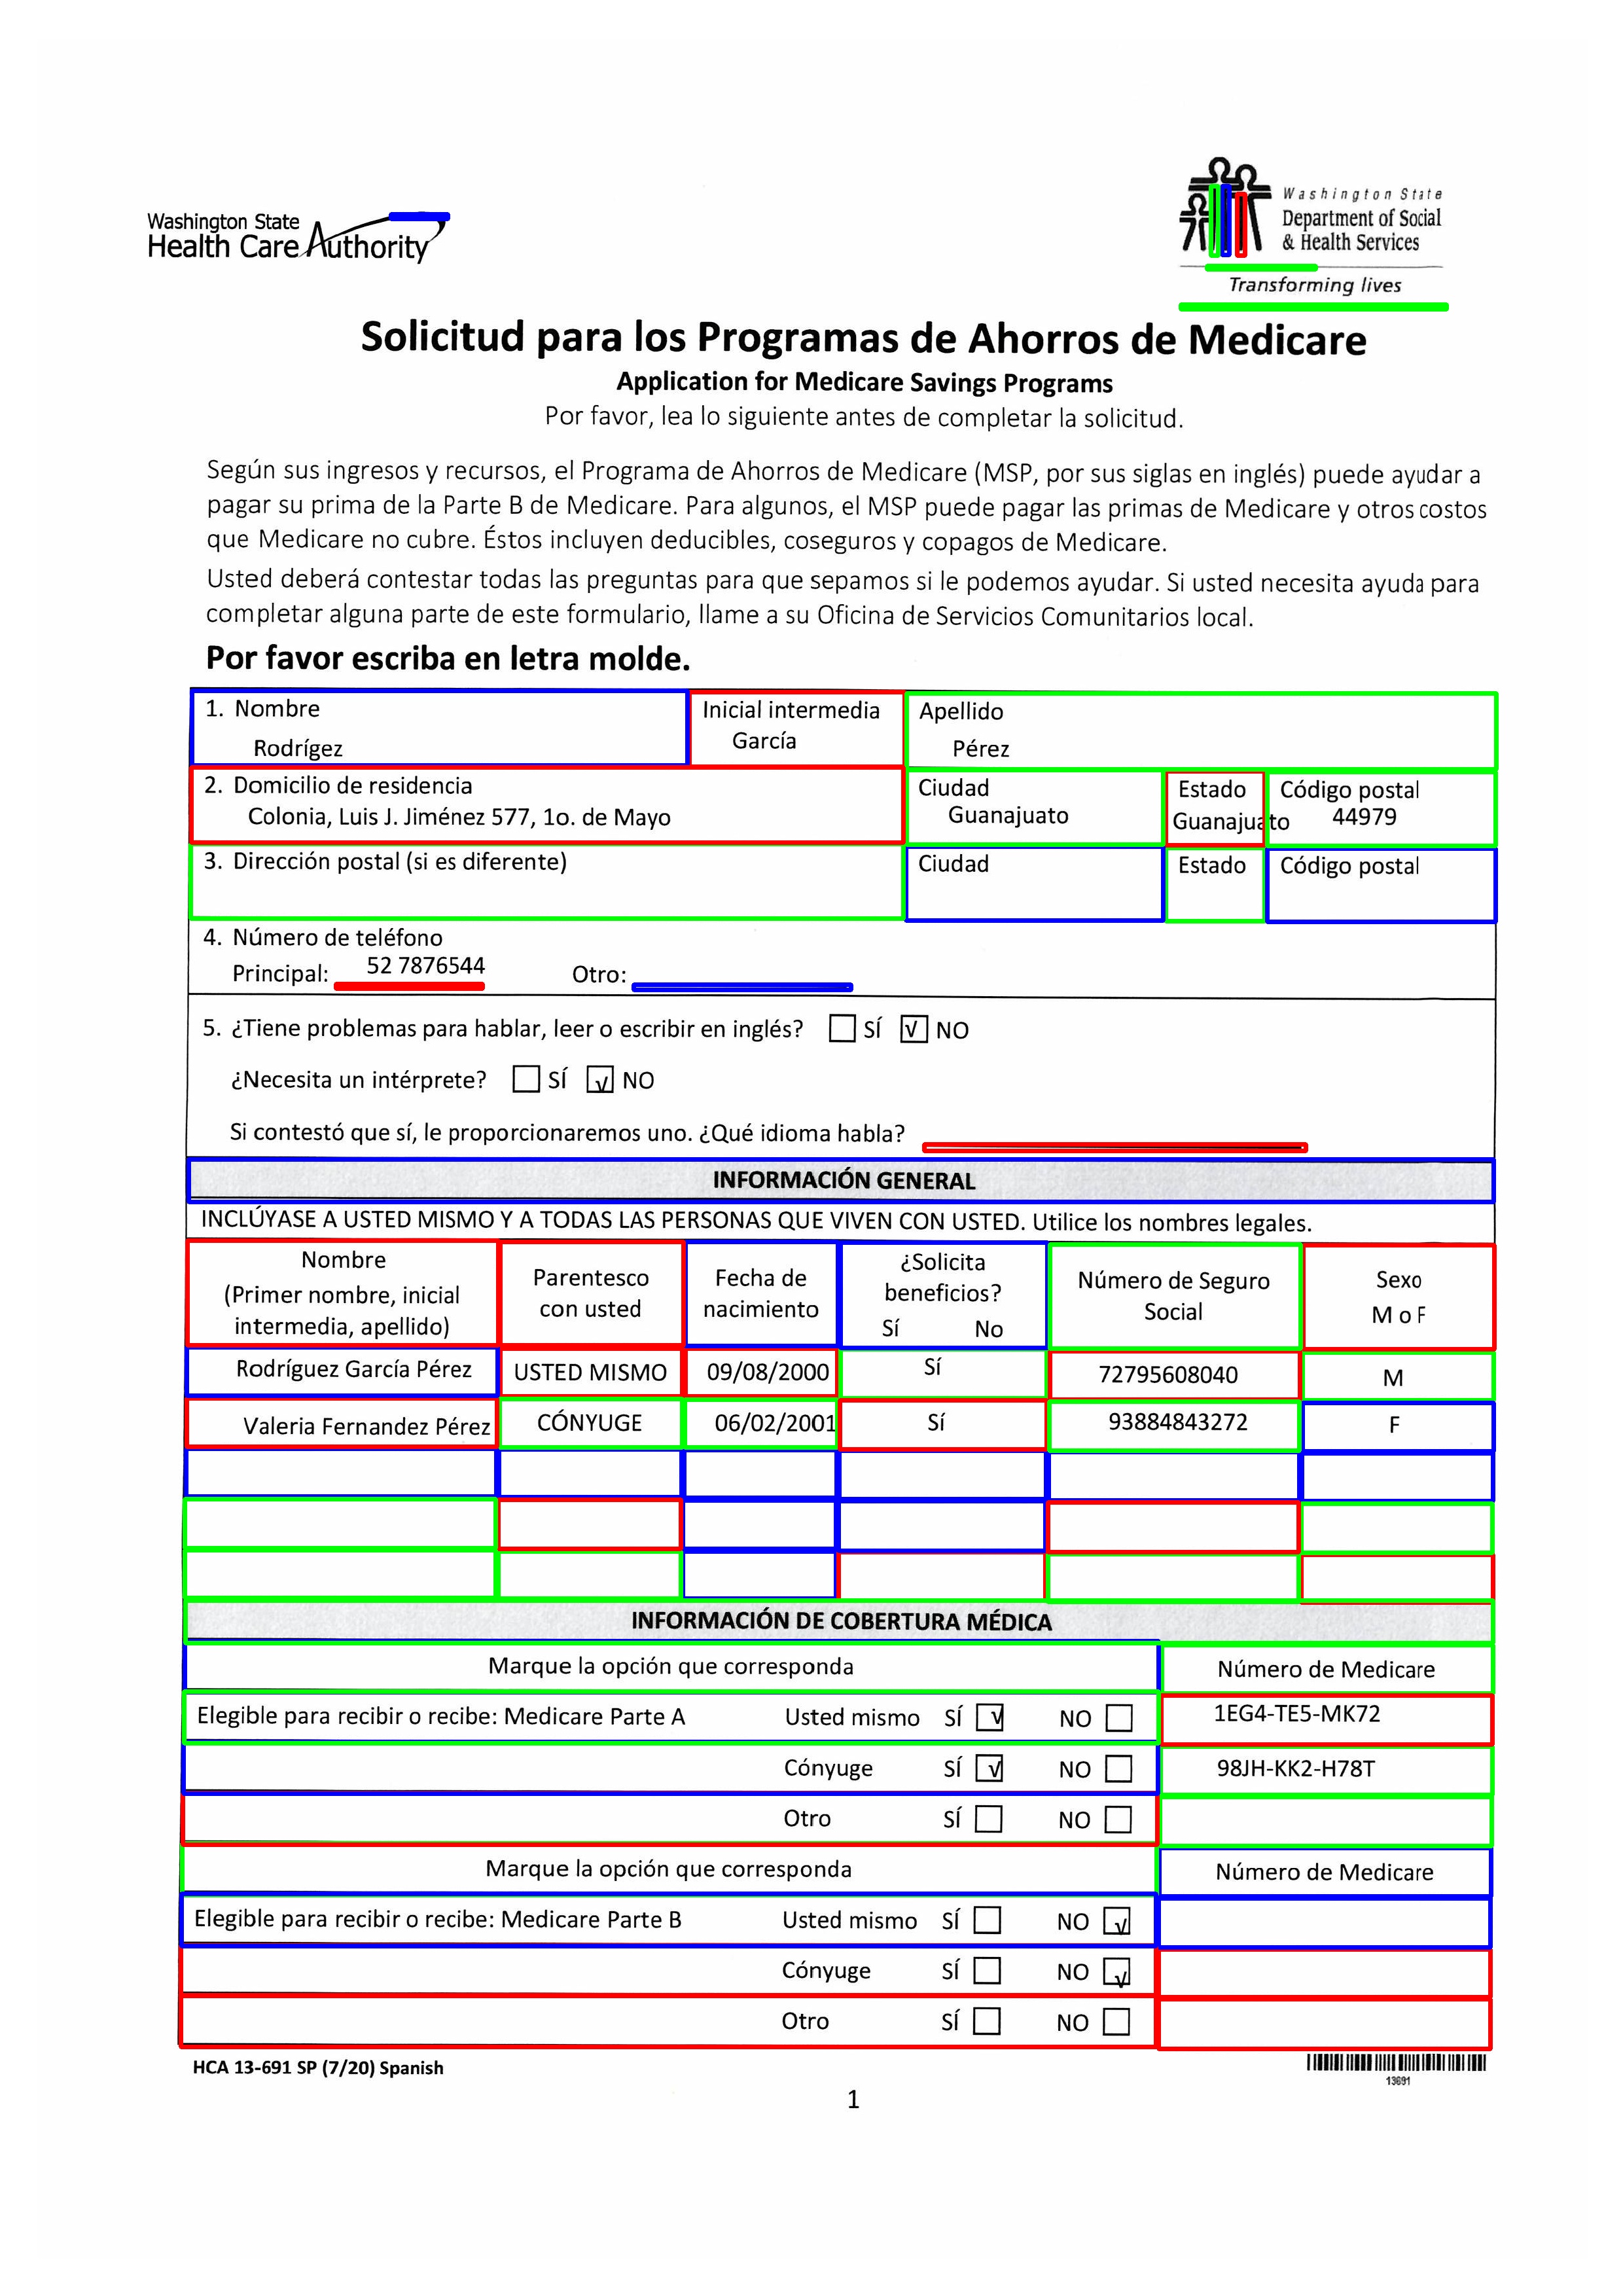 Washington State
Health Care Authority
Washington State
Department of Social
& Health Services
Transforming lives
Solicitud para los Programas de Ahorros de Medicare
Application for Medicare Savings Programs
Por favor, lea lo siguiente antes de completar la solicitud.
Según sus ingresos y recursos, el Programa de Ahorros de Medicare (MSP, por sus siglas en inglés) puede ayudar a
pagar su prima de la Parte B de Medicare. Para algunos, el MSP puede pagar las primas de Medicare y otros costos
que Medicare no cubre. Éstos incluyen deducibles, coseguros y copagos de Medicare.
Usted deberá contestar todas las preguntas para que sepamos si le podemos ayudar. Si usted necesita ayuda para
completar alguna parte de este formulario, llame a su Oficina de Servicios Comunitarios local.
Por favor escriba en letra molde.
1. Nombre Inicial intermedia Apellido
Rodrígez García Pérez
2. Domicilio de residencia Ciudad Estado Código postal
Colonia, Luis J. Jiménez 577, 1o. de Mayo Guanajuato Guanajuato 44979
3. Dirección postal (si es diferente) Ciudad Estado Código postal
4. Número de teléfono
Principal: 52 7876544 Otro:
5. ¿Tiene problemas para hablar, leer o escribir en inglés? SÍ √ NO
¿Necesita un intérprete? SÍ √ NO
Si contestó que sí, le proporcionaremos uno. ¿Qué idioma habla?
INFORMACIÓN GENERAL
INCLÚYASE A USTED MISMO Y A TODAS LAS PERSONAS QUE VIVEN CON USTED. Utilice los nombres legales.
Nombre
(Primer nombre, inicial
intermedia, apellido)
Parentesco
con usted
Fecha de
nacimiento
¿Solicita
beneficios?
Sí No
Número de Seguro
Social
Sexo
M o F
Rodríguez García Pérez USTED MISMO 09/08/2000 Sí 72795608040 M
Valeria Fernandez Pérez CÓNYUGE 06/02/2001 Sí 93884843272 F
INFORMACIÓN DE COBERTURA MÉDICA
Marque la opción que corresponda Número de Medicare
Elegible para recibir o recibe: Medicare Parte A Usted mismo SÍ √ NO 1EG4-TE5-MK72
Cónyuge SÍ √ NO 98JH-KK2-H78T
Otro SÍ NO
Marque la opción que corresponda Número de Medicare
Elegible para recibir o recibe: Medicare Parte B Usted mismo SÍ NO √
Cónyuge SÍ NO √
Otro SÍ NO
HCA 13-691 SP (7/20) Spanish
13691
1